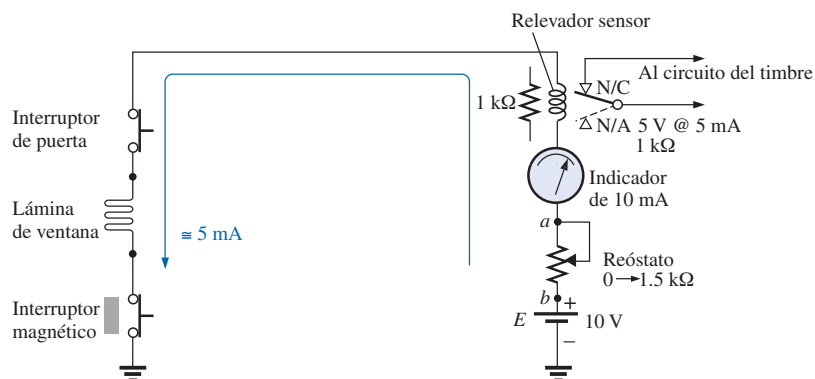 Relevador sensor
Al circuito del timbre
N/C
1 kΩ
N/A 5 V @ 5 mA
1 kΩ
Interruptor
de puerta
Indicador
de 10 mA
Lámina
de ventana
a
≅ 5 mA
Reóstato
0 → 1.5 kΩ
b
+
Interruptor
magnético
E
10 V
–